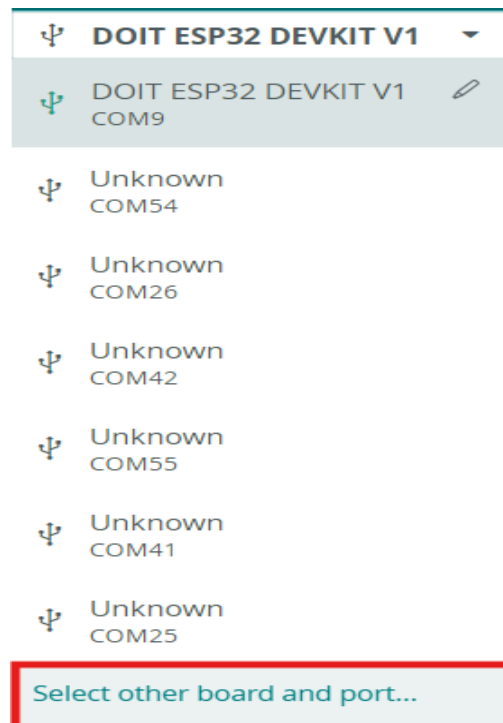 DOIT ESP32 DEVKIT V1
DOIT ESP32 DEVKIT V1
COM9
Unknown
COM54
Unknown
COM26
Unknown
COM42
Unknown
COM55
Unknown
COM41
Unknown
COM25
Select other board and port...